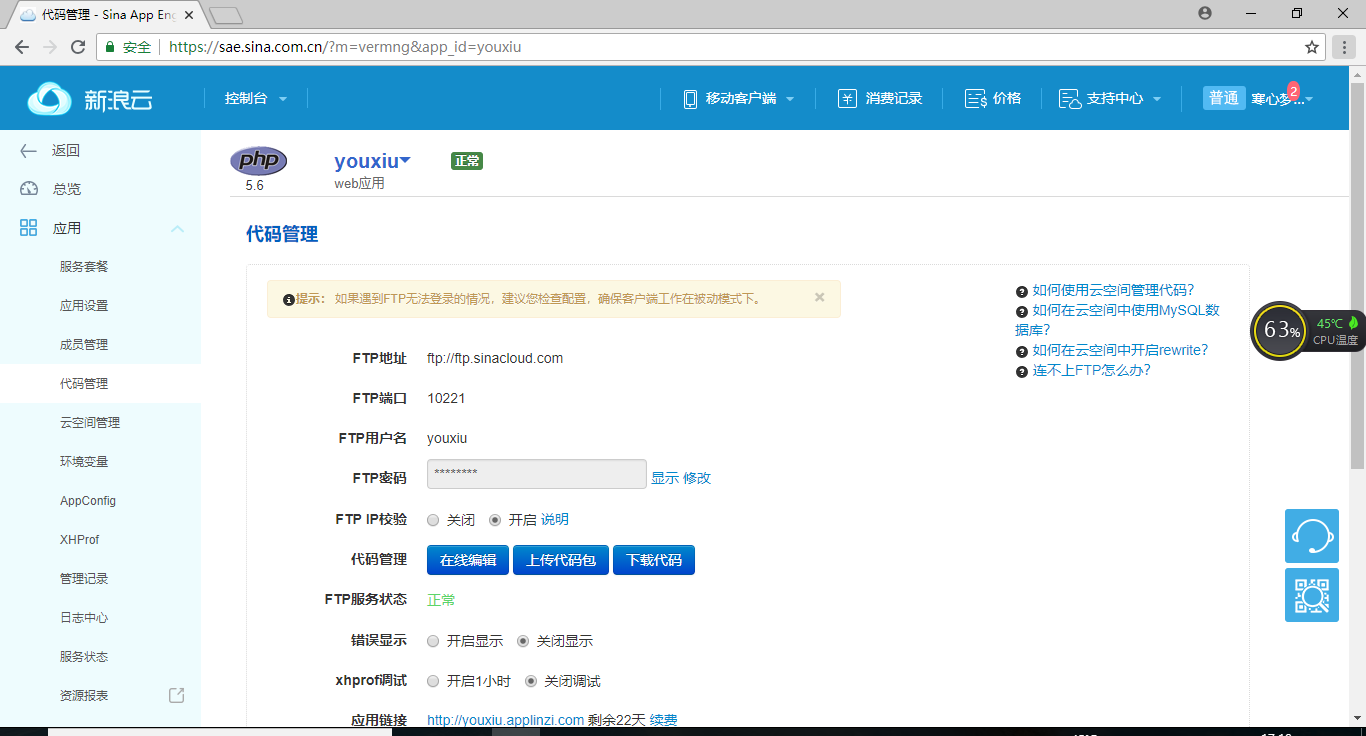 代码管理 - Sina App Eng
安全 https://sae.sina.com.cn/?m=vermng&app_id=youxiu
新浪云 控制台 移动客户端 消费记录 价格 支持中心 普通 寒心梦... 2
返回
总览
应用
服务套餐
应用设置
成员管理
代码管理
云空间管理
环境变量
AppConfig
XHProf
管理记录
日志中心
服务状态
资源报表
php
5.6
youxiu
web应用
正常
代码管理
提示: 如果遇到FTP无法登录的情况，建议您检查配置，确保客户端工作在被动模式下。 ×
如何使用云空间管理代码?
如何在云空间中使用MySQL数
据库?
如何在云空间中开启rewrite?
连不上FTP怎么办?
FTP地址 ftp://ftp.sinacloud.com
FTP端口 10221
FTP用户名 youxiu
FTP密码 ******** 显示 修改
FTP IP校验 关闭 开启 说明
代码管理 在线编辑 上传代码包 下载代码
FTP服务状态 正常
错误显示 开启显示 关闭显示
xhprof调试 开启1小时 关闭调试
应用链接 http://youxiu.applinzi.com 剩余22天 续费
63%
45℃
CPU温度